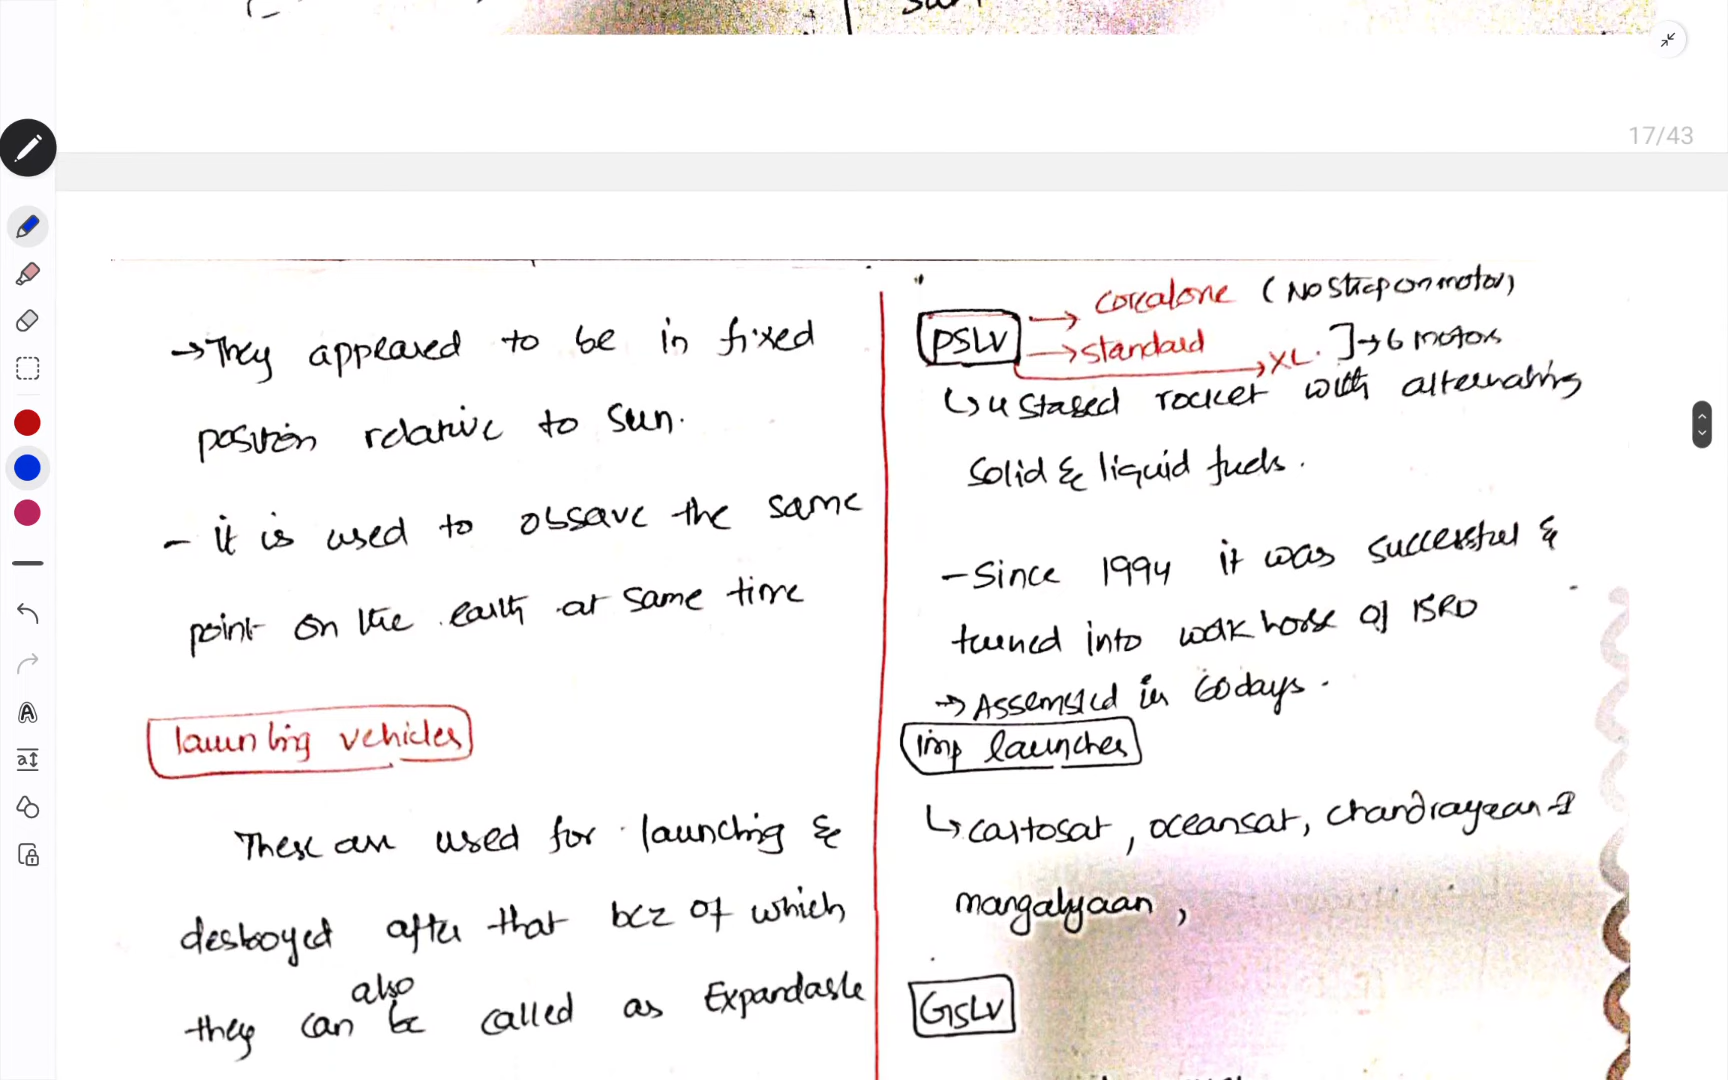 17/43
→They appeared to be in fixed
position relative to Sun.
- it is used to observe the same
point on the earth at same time
launching vehicles
These are used for launching &
destroyed after that bcz of which
also
they can be called as Expandable
PSLV → corealone (No strap on motor)
→ standard
→ XL. ]→ 6 motors
↳ 4 staged rocket with alternating
solid & liquid fuels.
- Since 1994 it was successful &
turned into workhorse of ISRO
→ Assembled in 60days.
imp launches
↳ cartosat, oceansat, chandrayaan-1
mangalyaan,
GSLV